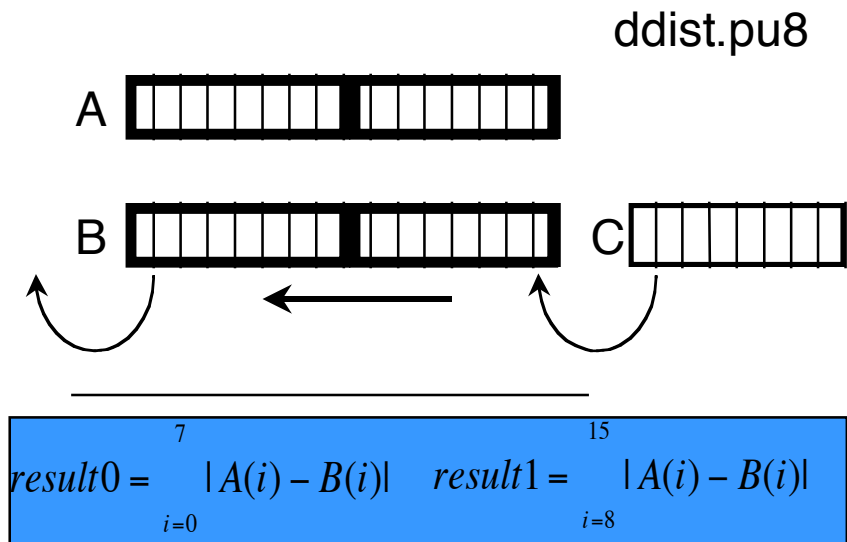 ddist.pu8
A
B
C
7
result0 = |A(i) − B(i)|
i=0
15
result1 = |A(i) − B(i)|
i=8